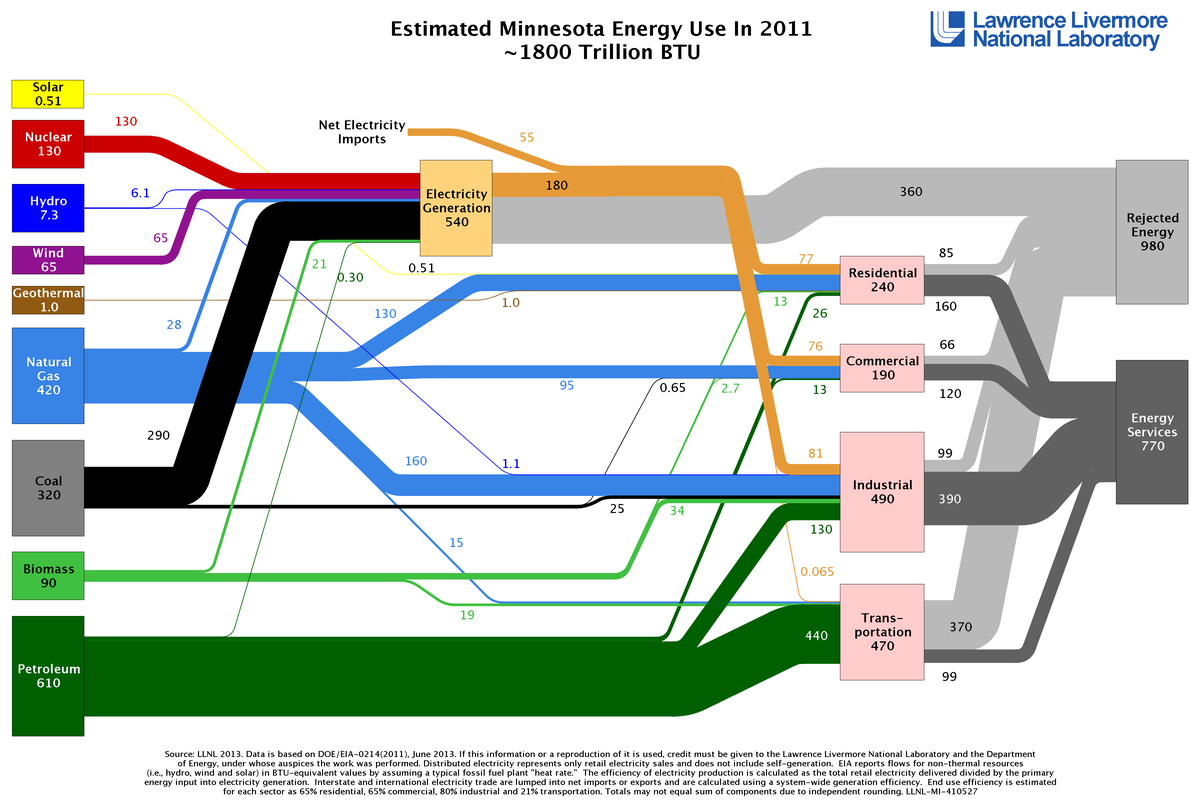 Estimated Minnesota Energy Use In 2011
~1800 Trillion BTU
Lawrence Livermore
National Laboratory
Solar
0.51
Nuclear
130
130
Hydro
7.3
6.1
Wind
65
65
Geothermal
1.0
Natural
Gas
420
28
Coal
320
290
Biomass
90
Petroleum
610
Net Electricity
Imports
55
Electricity
Generation
540
180
21
0.30
0.51
1.0
130
95
160
1.1
15
19
0.65
25
34
2.7
13
26
13
130
440
77
76
81
0.065
Residential
240
Commercial
190
Industrial
490
Trans-
portation
470
360
85
160
66
120
99
390
370
99
Rejected
Energy
980
Energy
Services
770
Source: LLNL 2013. Data is based on DOE/EIA-0214(2011), June 2013. If this information or a reproduction of it is used, credit must be given to the Lawrence Livermore National Laboratory and the Department
of Energy, under whose auspices the work was performed. Distributed electricity represents only retail electricity sales and does not include self-generation.  EIA reports flows for non-thermal resources
(i.e., hydro, wind and solar) in BTU-equivalent values by assuming a typical fossil fuel plant "heat rate."  The efficiency of electricity production is calculated as the total retail electricity delivered divided by the primary
energy input into electricity generation.  Interstate and international electricity trade are lumped into net imports or exports and are calculated using a system-wide generation efficiency.  End use efficiency is estimated
for each sector as 65% residential, 65% commercial, 80% industrial and 21% transportation. Totals may not equal sum of components due to independent rounding. LLNL-MI-410527